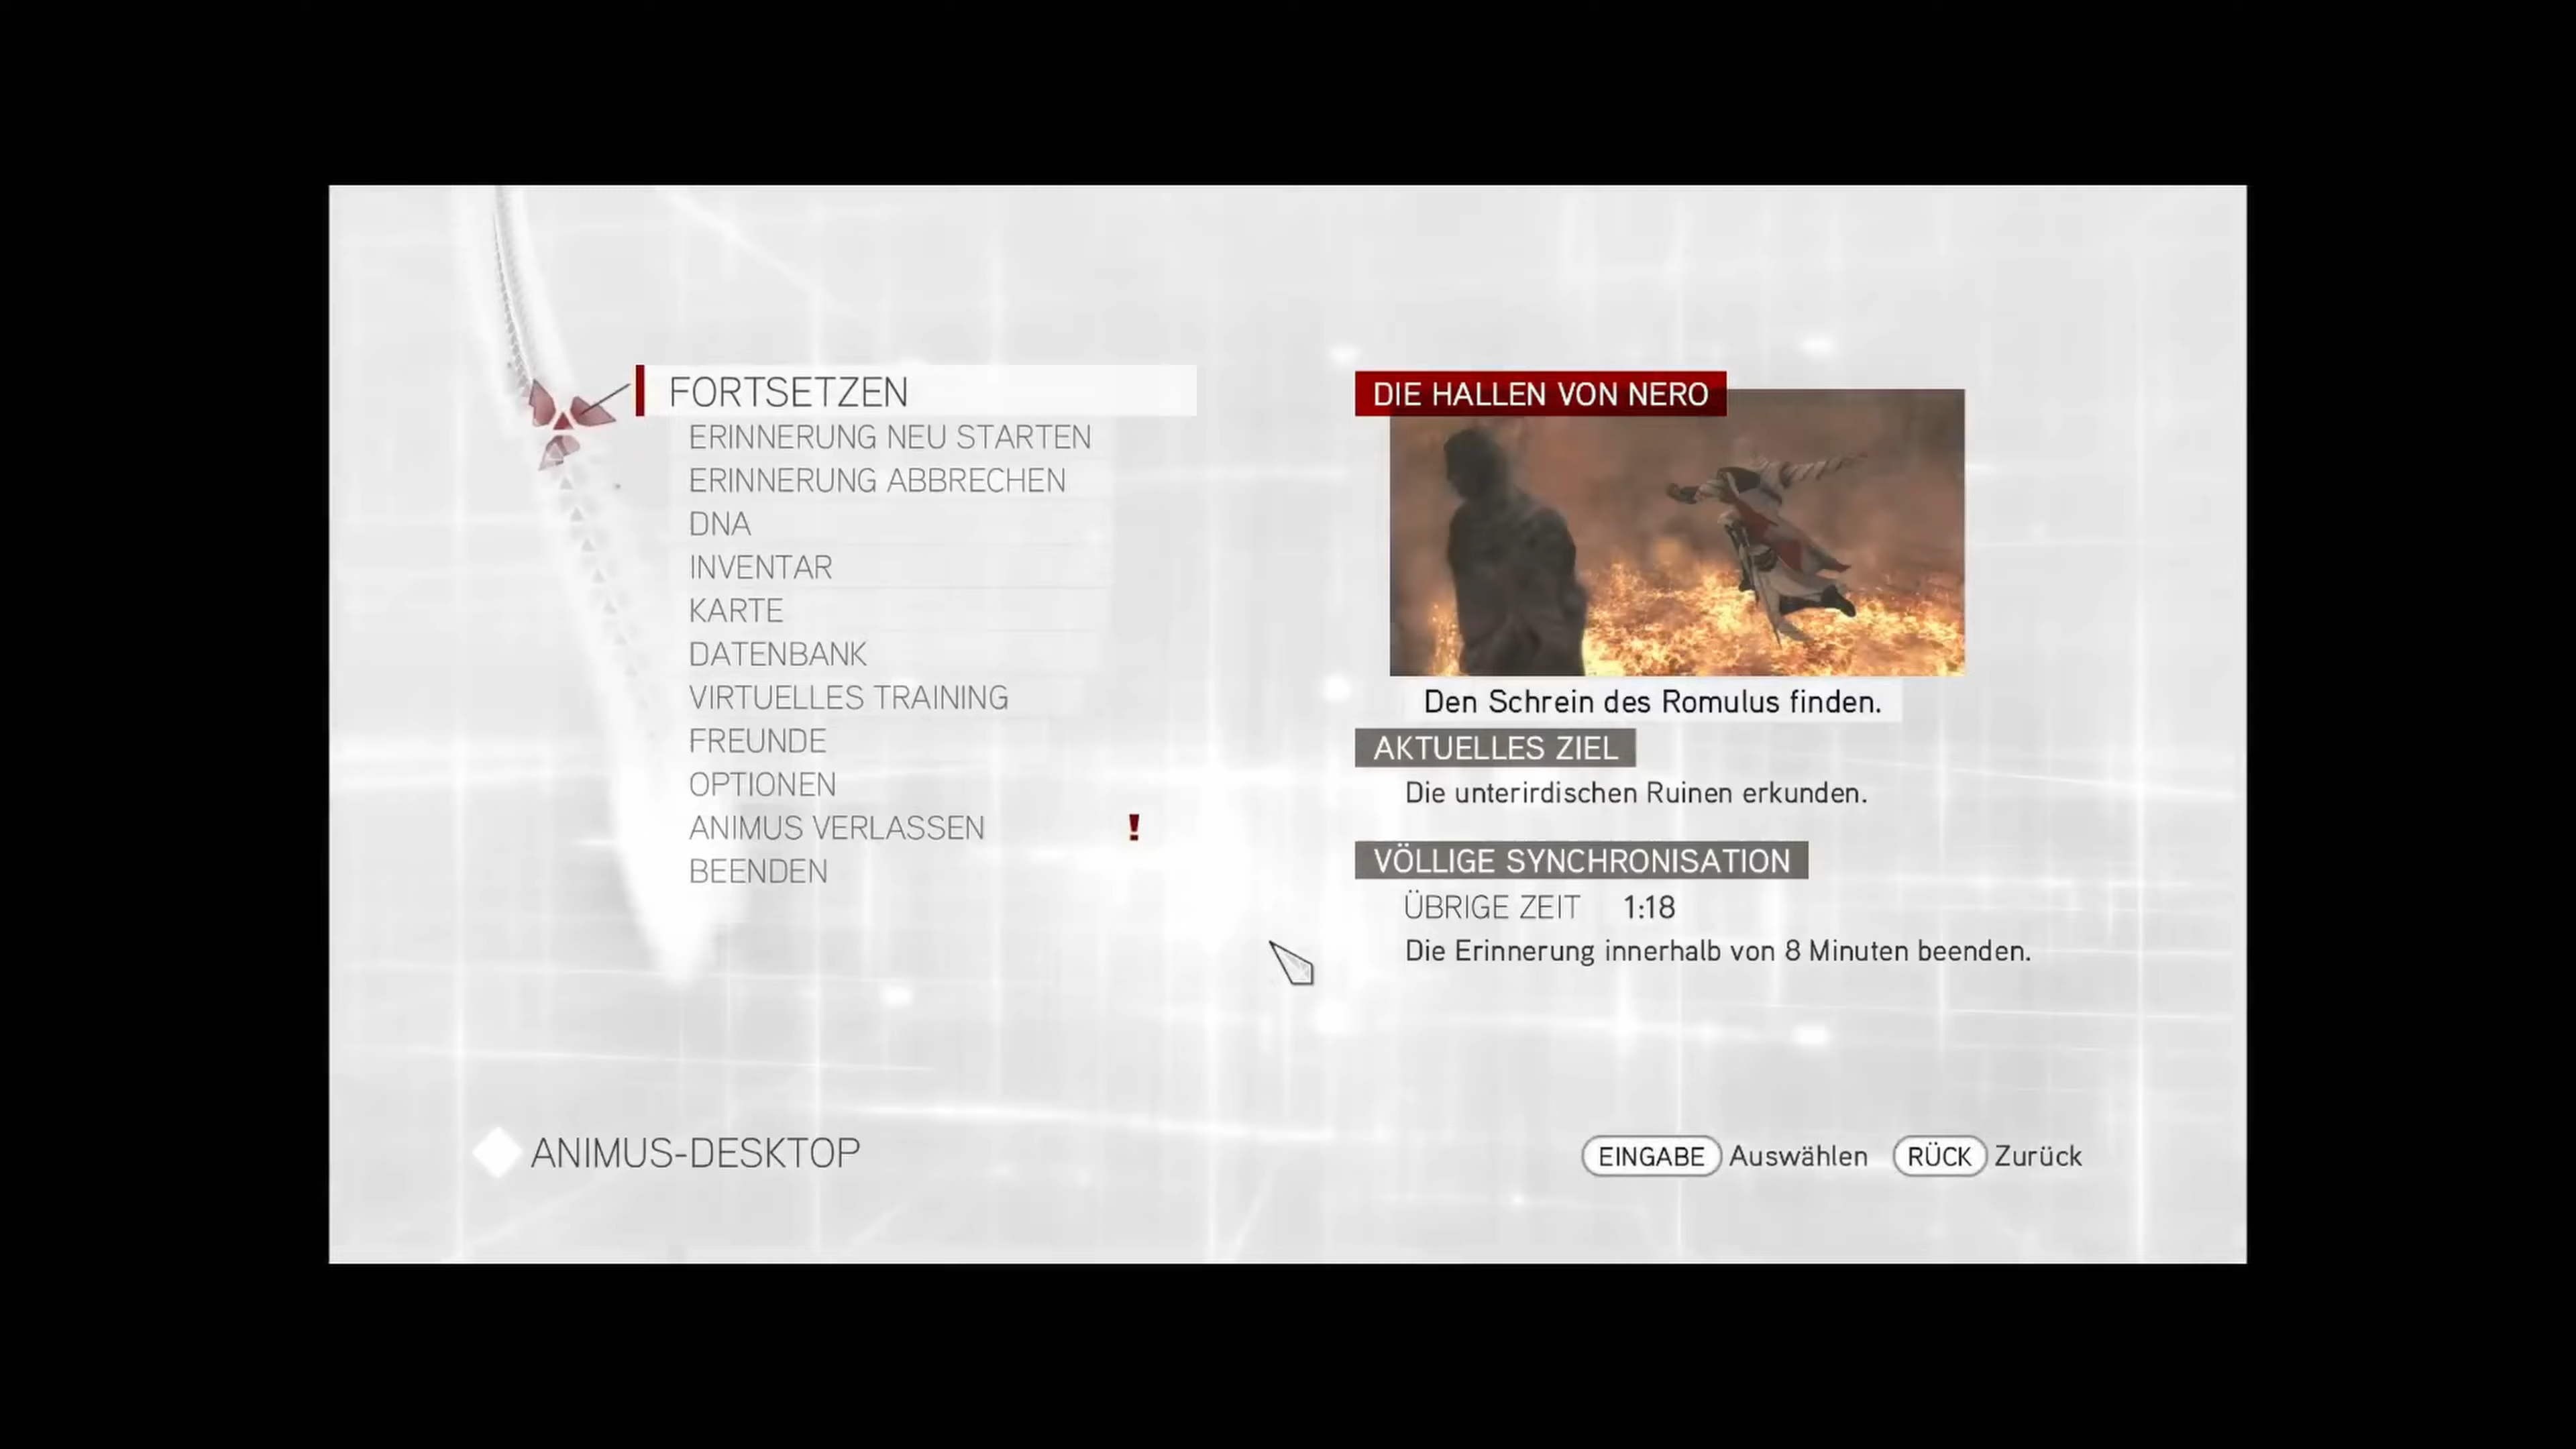 FORTSETZEN
ERINNERUNG NEU STARTEN
ERINNERUNG ABBRECHEN
DNA
INVENTAR
KARTE
DATENBANK
VIRTUELLES TRAINING
FREUNDE
OPTIONEN
ANIMUS VERLASSEN !
BEENDEN
DIE HALLEN VON NERO
Den Schrein des Romulus finden.
AKTUELLES ZIEL
Die unterirdischen Ruinen erkunden.
VÖLLIGE SYNCHRONISATION
ÜBRIGE ZEIT 1:18
Die Erinnerung innerhalb von 8 Minuten beenden.
ANIMUS-DESKTOP
EINGABE Auswählen RÜCK Zurück